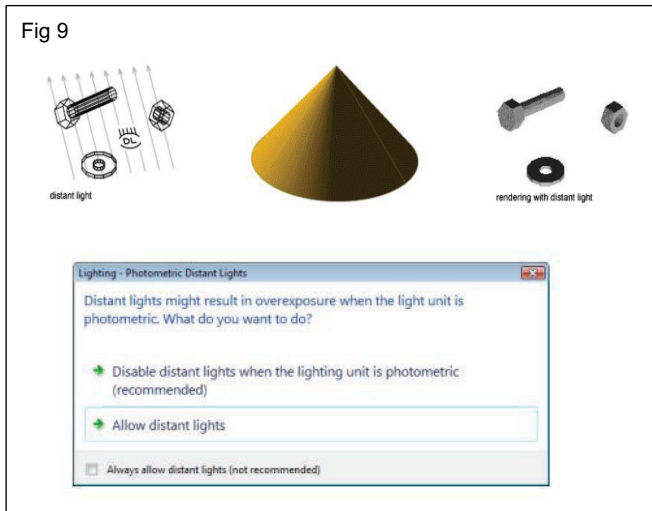 Fig 9
DL
distant light
rendering with distant light
Lighting - Photometric Distant Lights
Distant lights might result in overexposure when the light unit is
photometric. What do you want to do?
Disable distant lights when the lighting unit is photometric
(recommended)
Allow distant lights
Always allow distant lights (not recommended)